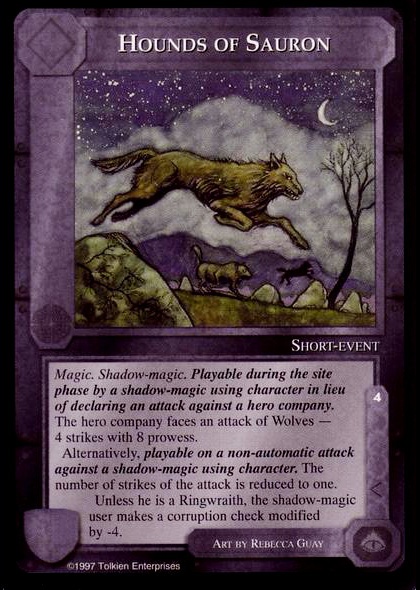 HOUNDS OF SAURON
SHORT-EVENT
Magic. Shadow-magic. Playable during the site
phase by a shadow-magic using character in lieu
of declaring an attack against a hero company.
The hero company faces an attack of Wolves —
4 strikes with 8 prowess.
Alternatively, playable on a non-automatic attack
against a shadow-magic using character. The
number of strikes of the attack is reduced to one.
Unless he is a Ringwraith, the shadow-magic
user makes a corruption check modified
by -4.
4
ART BY REBECCA GUAY
©1997 Tolkien Enterprises